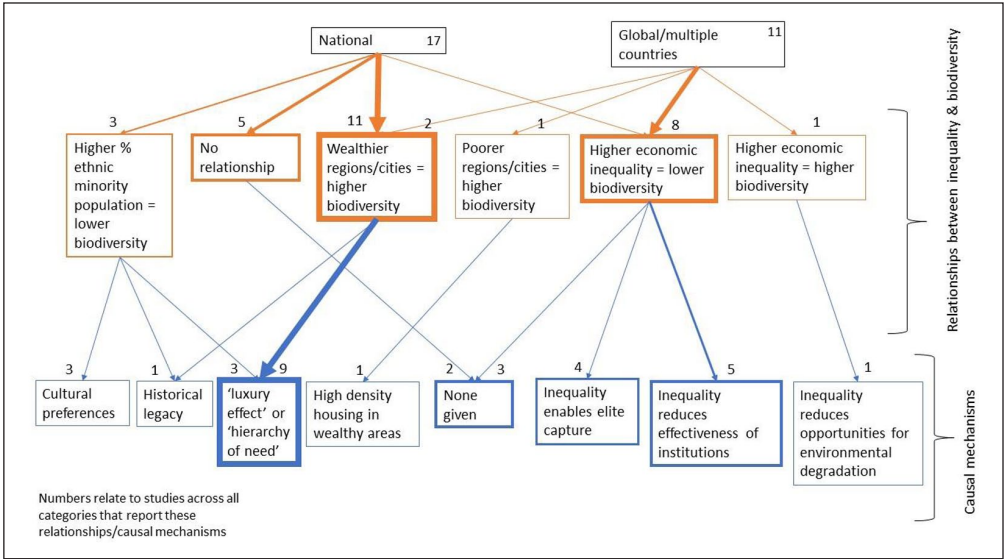 National 17
Global/multiple 11
countries
3
5
11
2
1
8
1
Higher %
ethnic
minority
population =
lower
biodiversity
No
relationship
Wealthier
regions/cities =
higher
biodiversity
Poorer
regions/cities =
higher
biodiversity
Higher economic
inequality = lower
biodiversity
Higher economic
inequality = higher
biodiversity
Relationships between inequality & biodiversity
3
1
3
9
1
2
3
4
5
1
Cultural
preferences
Historical
legacy
‘luxury
effect’ or
‘hierarchy
of need’
High density
housing in
wealthy areas
None
given
Inequality
enables elite
capture
Inequality
reduces
effectiveness of
institutions
Inequality
reduces
opportunities for
environmental
degradation
Causal mechanisms
Numbers relate to studies across all
categories that report these
relationships/causal mechanisms